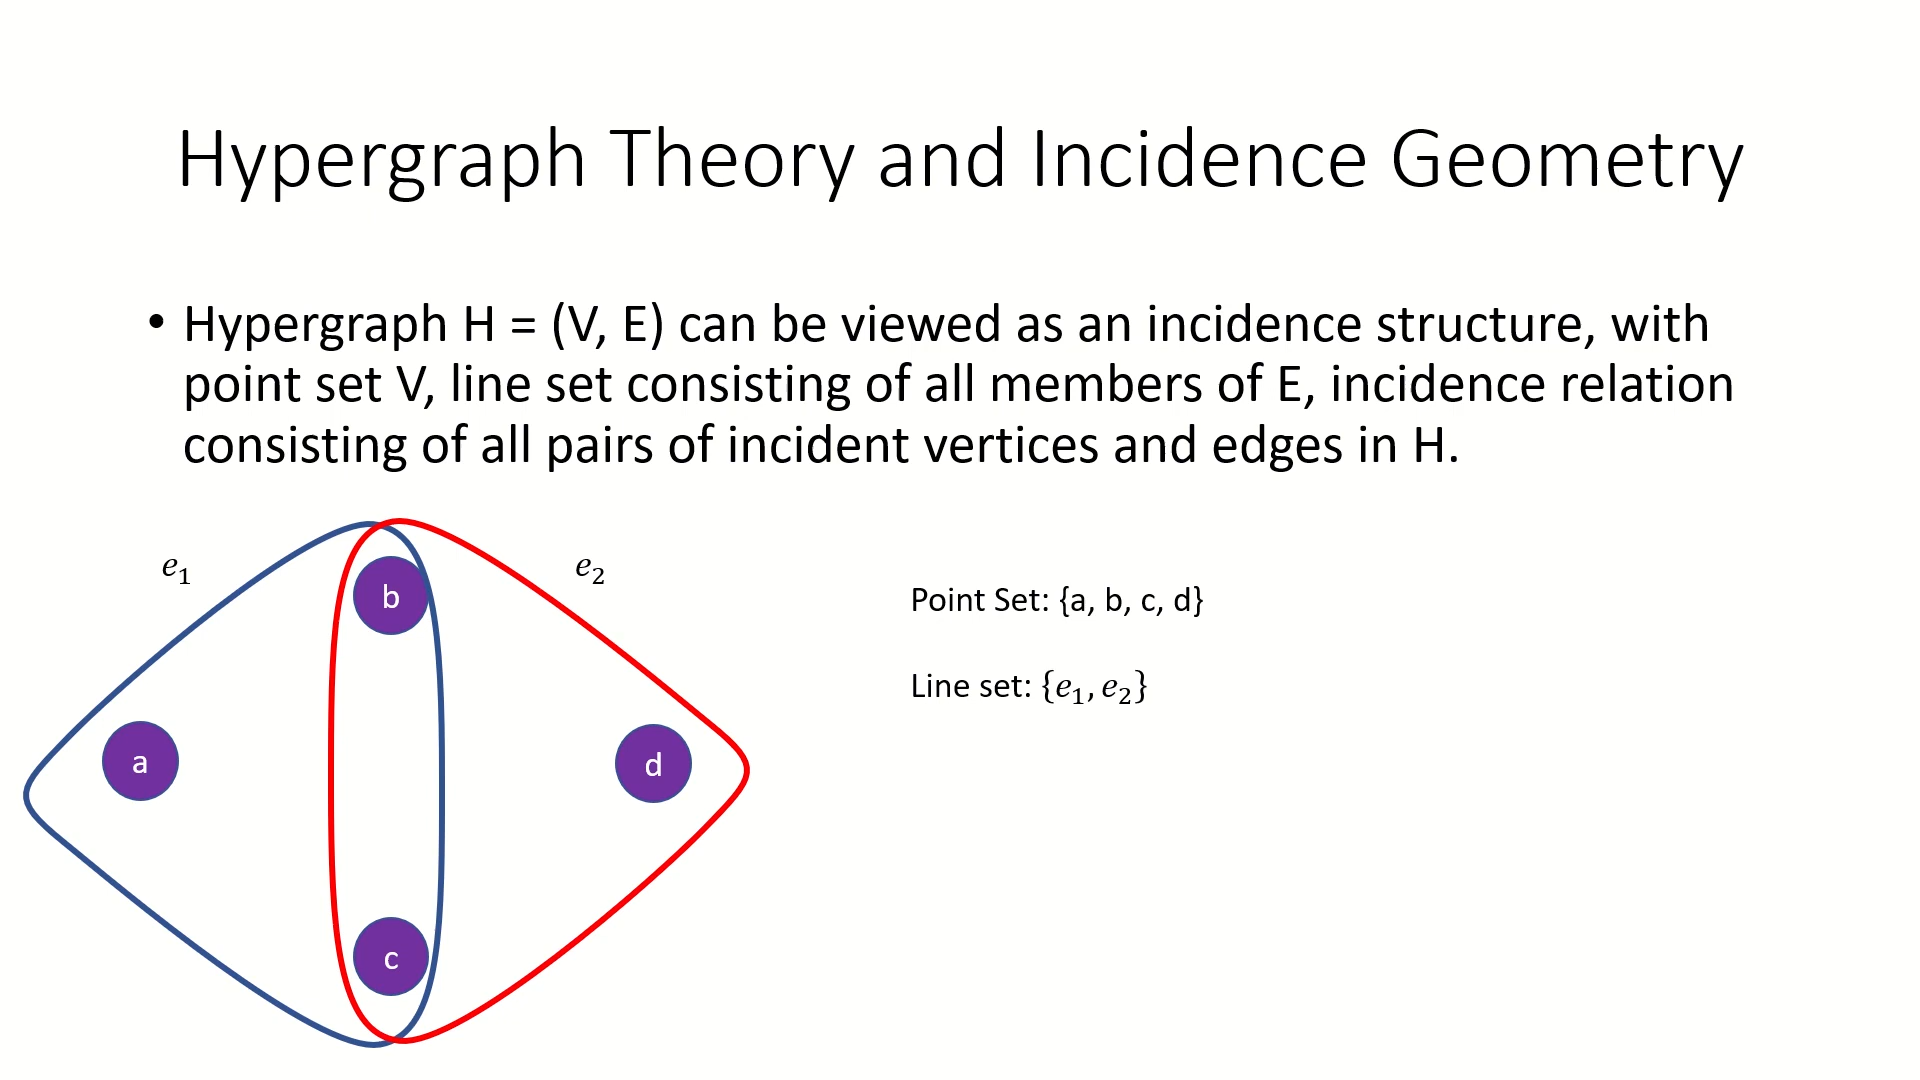 Hypergraph Theory and Incidence Geometry
• Hypergraph H = (V, E) can be viewed as an incidence structure, with
point set V, line set consisting of all members of E, incidence relation
consisting of all pairs of incident vertices and edges in H.
e₁
e₂
b
a
d
c
Point Set: {a, b, c, d}
Line set: {e₁, e₂}